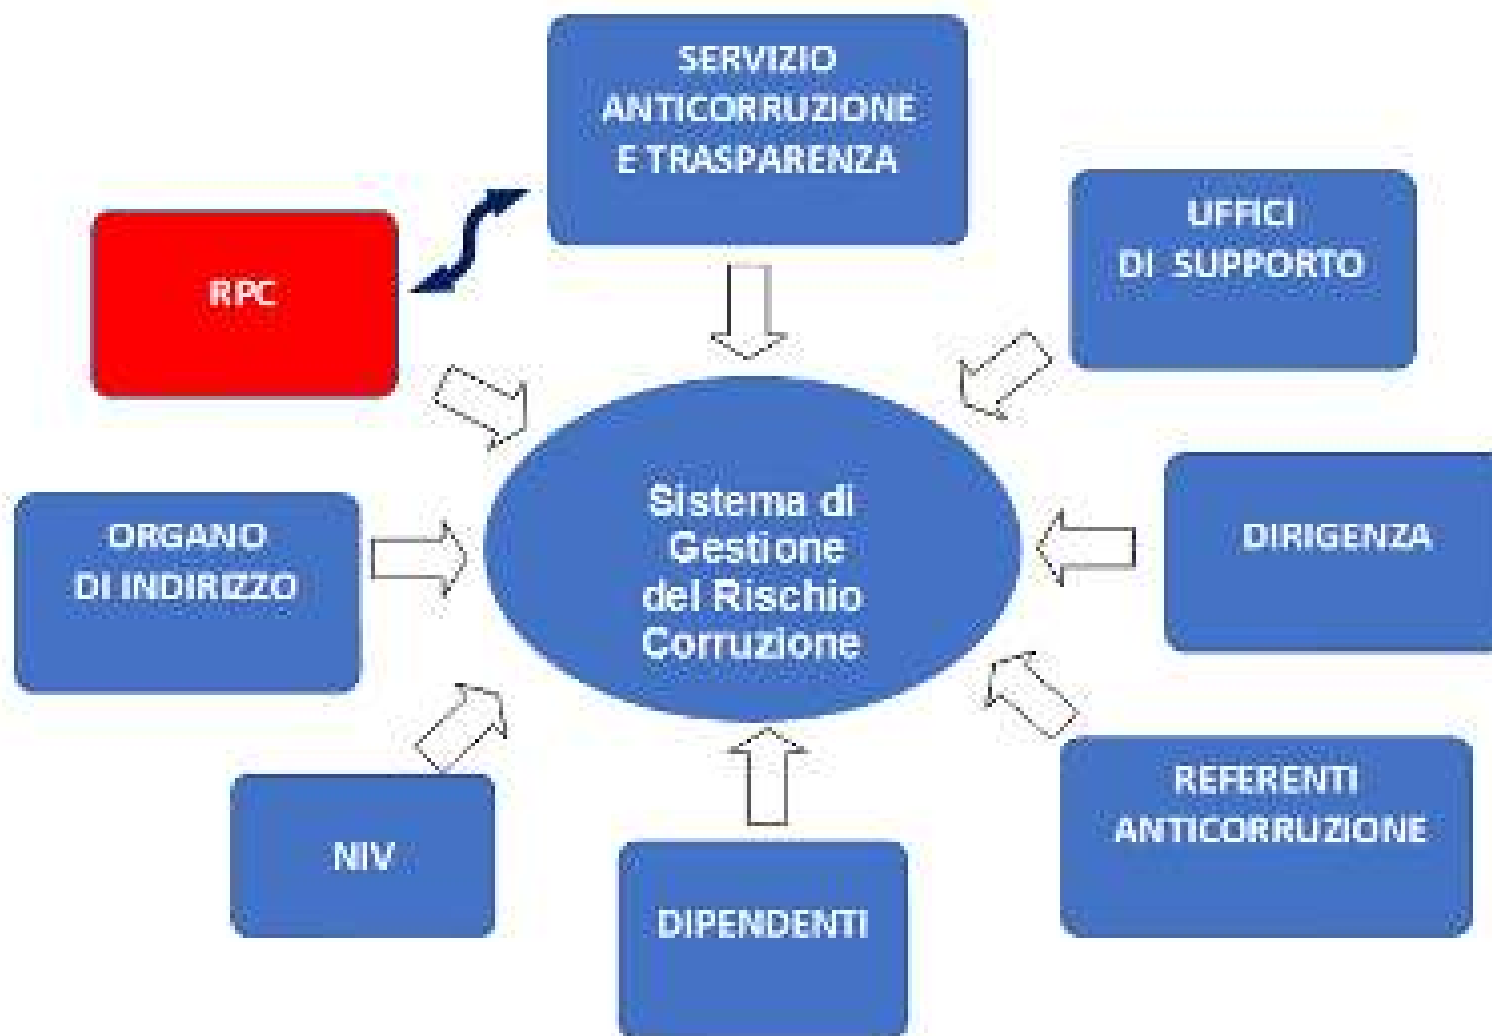 SERVIZIO
ANTICORRUZIONE
E TRASPARENZA
UFFICI
DI SUPPORTO
RPC
Sistema di
Gestione
del Rischio
Corruzione
ORGANO
DI INDIRIZZO
DIRIGENZA
NIV
DIPENDENTI
REFERENTI
ANTICORRUZIONE